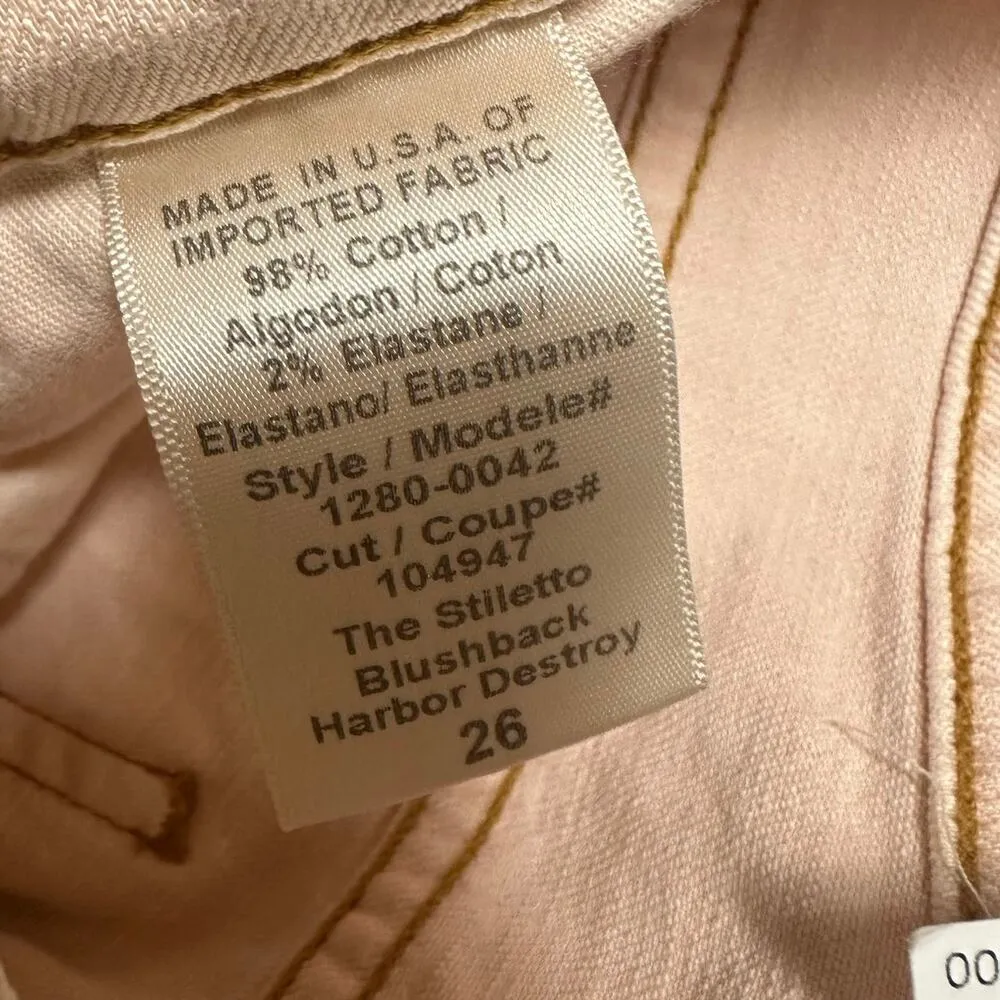 MADE IN U.S.A. OF
IMPORTED FABRIC
98% Cotton /
Algodon / Coton
2% Elastane /
Elastano/ Elasthanne
Style / Modele#
1280-0042
Cut / Coupe#
104947
The Stiletto
Blushback
Harbor Destroy
26
00